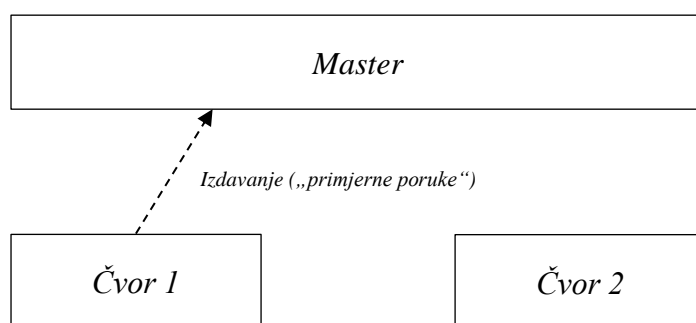 Master
Izdavanje („primjerne poruke“)
Čvor 1
Čvor 2